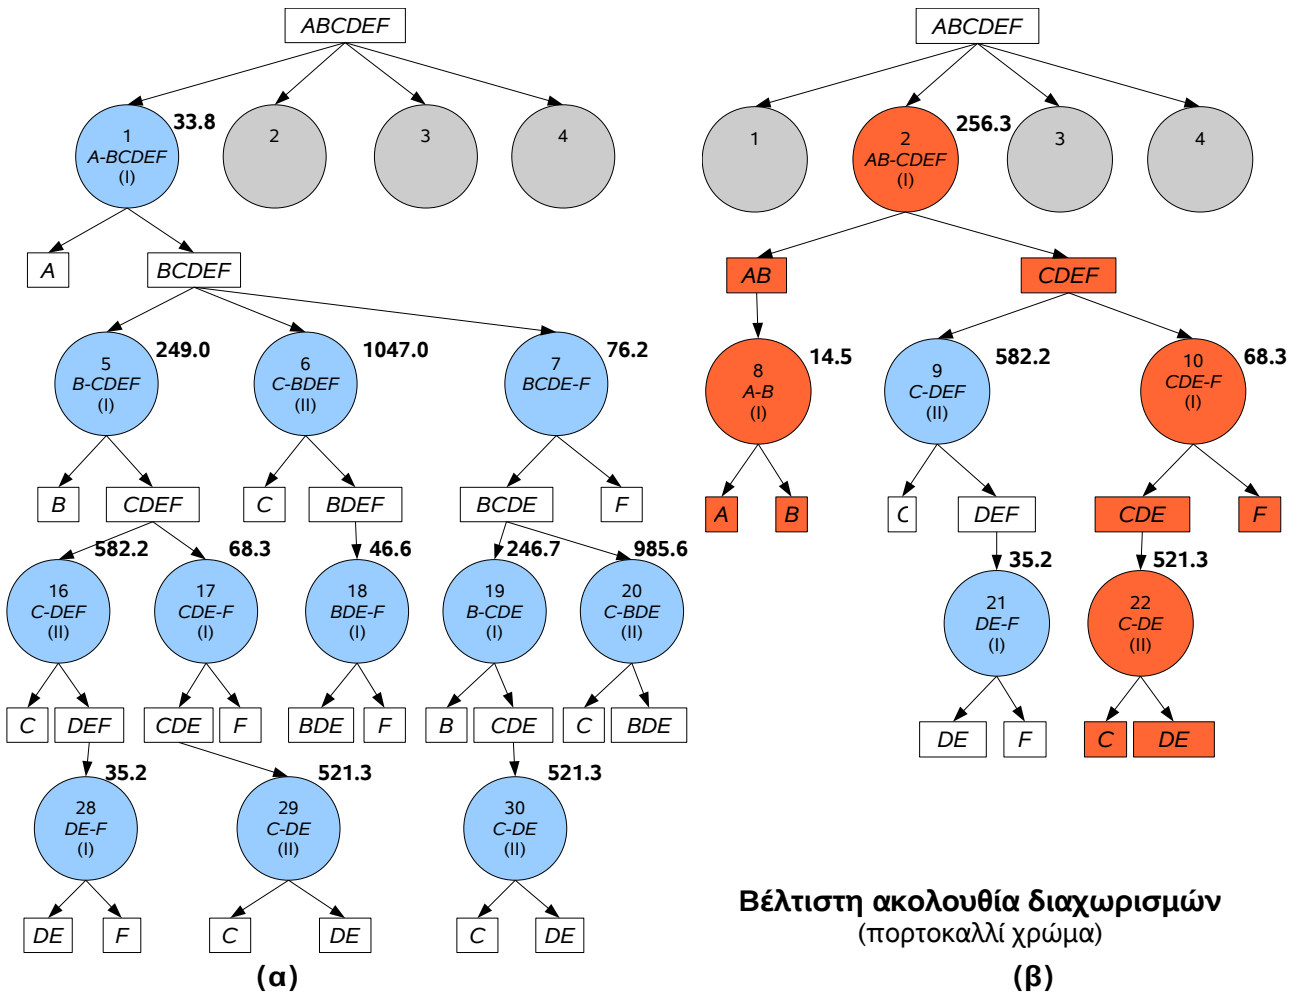 ABCDEF
1
A-BCDEF
(I)
33.8
2
3
4
A
BCDEF
5
B-CDEF
(I)
249.0
6
C-BDEF
(II)
1047.0
7
BCDE-F
76.2
B
CDEF
C
BDEF
BCDE
F
582.2
68.3
46.6
246.7
985.6
16
C-DEF
(II)
17
CDE-F
(I)
18
BDE-F
(I)
19
B-CDE
(I)
20
C-BDE
(II)
C
DEF
CDE
F
BDE
F
B
CDE
C
BDE
35.2
521.3
521.3
28
DE-F
(I)
29
C-DE
(II)
30
C-DE
(II)
DE
F
C
DE
C
DE
(α)
ABCDEF
1
2
AB-CDEF
(I)
256.3
3
4
AB
CDEF
8
A-B
(I)
14.5
9
C-DEF
(II)
582.2
10
CDE-F
(I)
68.3
A
B
C
DEF
CDE
F
35.2
521.3
21
DE-F
(I)
22
C-DE
(II)
DE
F
C
DE
Βέλτιστη ακολουθία διαχωρισμών
(πορτοκαλλί χρώμα)
(β)